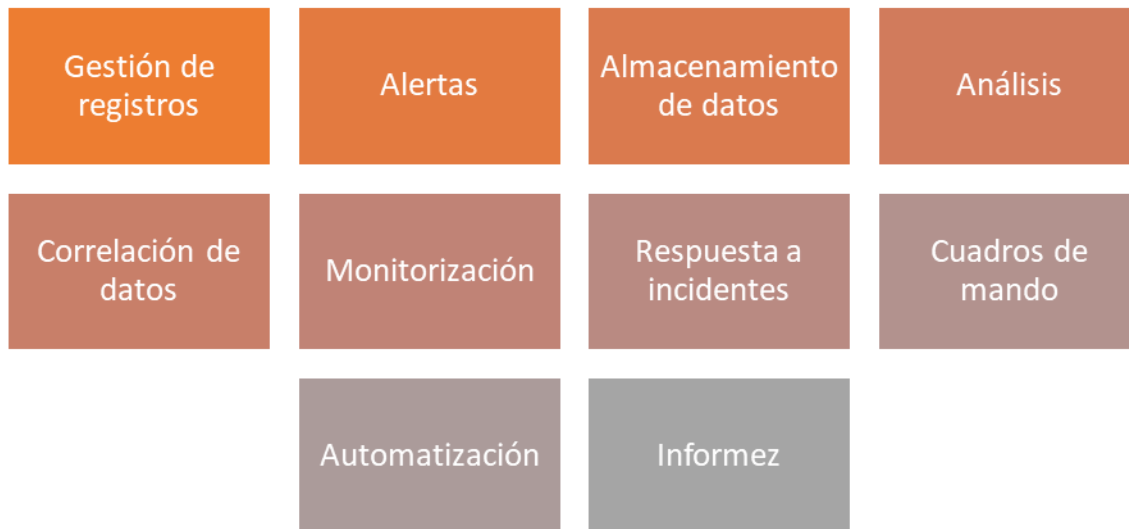 Gestión de
registros
Alertas
Almacenamiento
de datos
Análisis
Correlación de
datos
Monitorización
Respuesta a
incidentes
Cuadros de
mando
Automatización
Informez